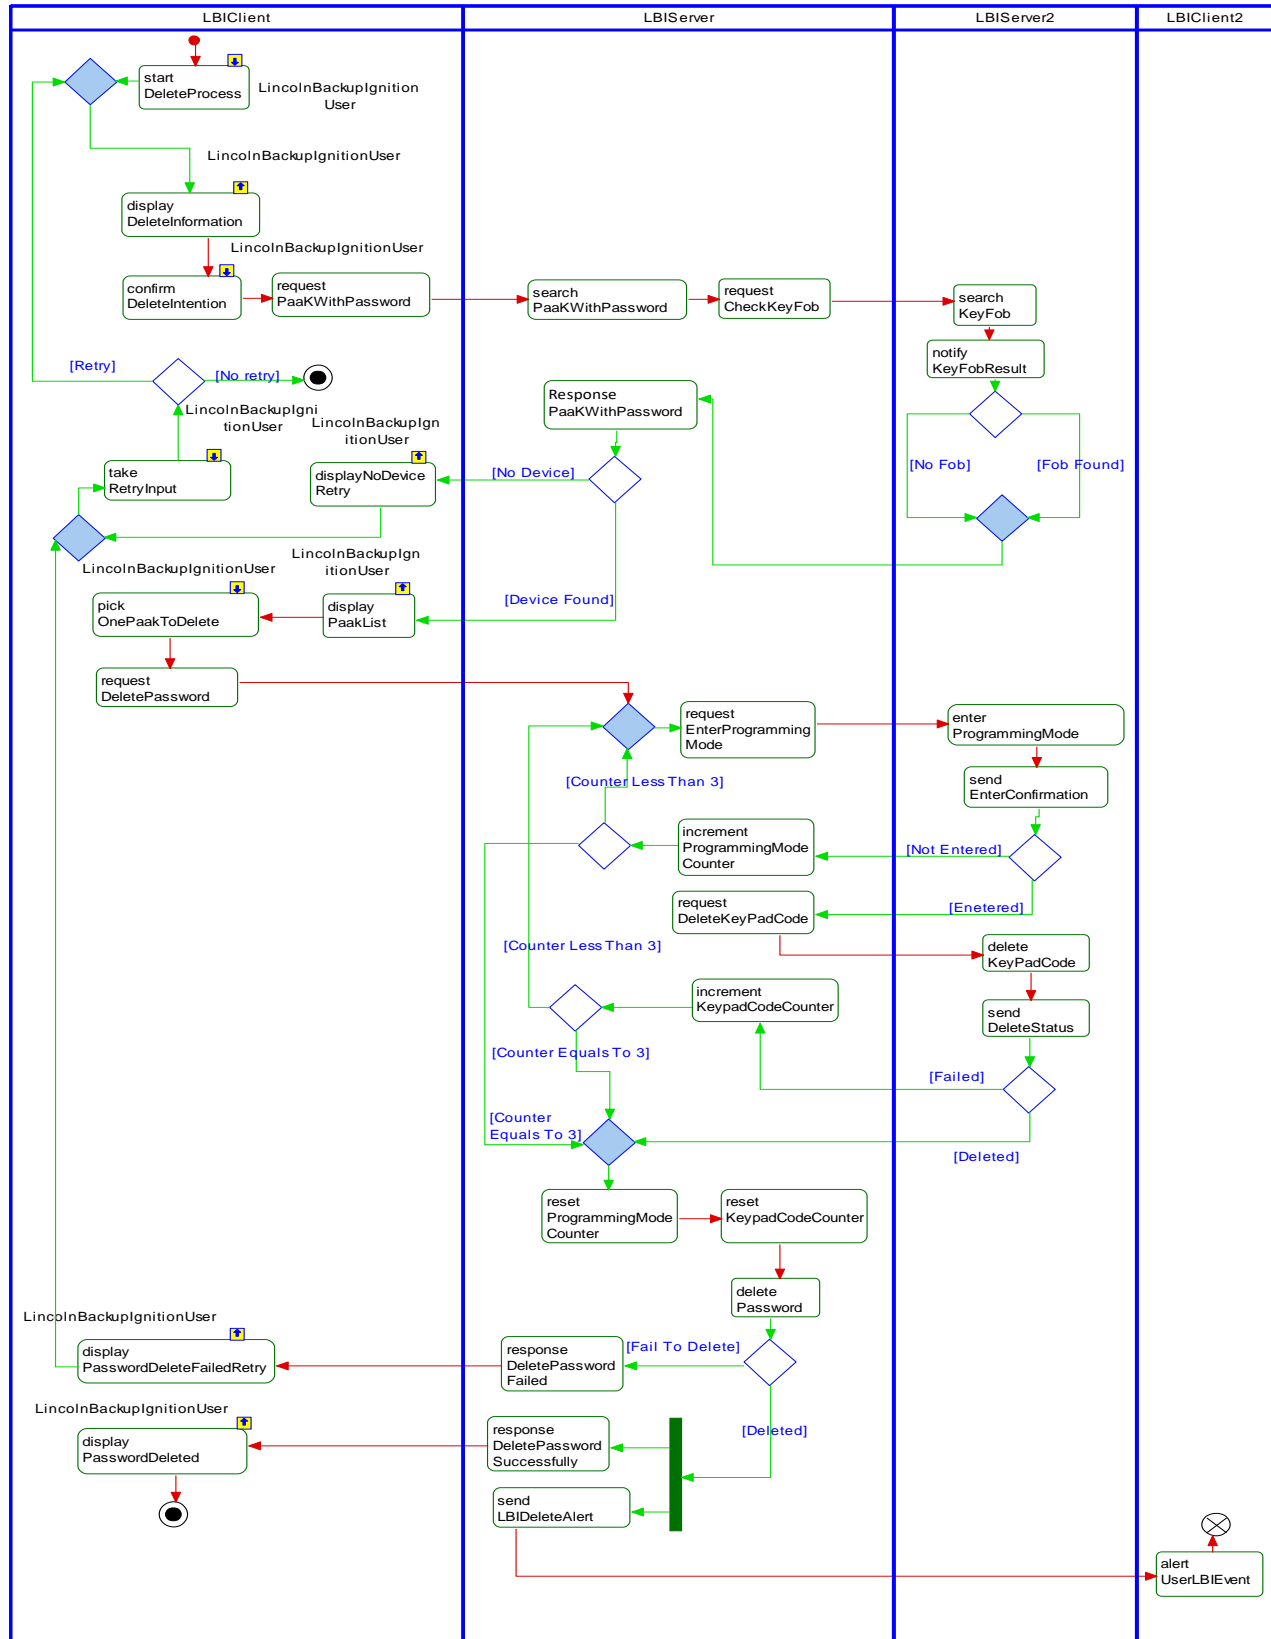 LBIClient
LBIServer
LBIServer2
LBIClient2
start
DeleteProcess
LincolnBackupIgnition
User
LincolnBackupIgnitionUser
display
DeleteInformation
LincolnBackupIgnitionUser
confirm
DeleteIntention
request
PaaKWithPassword
search
PaaKWithPassword
request
CheckKeyFob
search
KeyFob
notify
KeyFobResult
[Retry]
[No retry]
Response
PaaKWithPassword
LincolnBackupIgni
tionUser
LincolnBackupIgn
itionUser
take
RetryInput
displayNoDevice
Retry
[No Device]
[No Fob]
[Fob Found]
LincolnBackupIgn
itionUser
LincolnBackupIgnitionUser
pick
OnePaakToDelete
display
PaakList
[Device Found]
request
DeletePassword
request
EnterProgramming
Mode
enter
ProgrammingMode
[Counter Less Than 3]
send
EnterConfirmation
increment
ProgrammingMode
Counter
[Not Entered]
request
DeleteKeyPadCode
[Enetered]
[Counter Less Than 3]
delete
KeyPadCode
increment
KeypadCodeCounter
send
DeleteStatus
[Counter Equals To 3]
[Failed]
[Counter
Equals To 3]
[Deleted]
reset
ProgrammingMode
Counter
reset
KeypadCodeCounter
delete
Password
LincolnBackupIgnitionUser
display
PasswordDeleteFailedRetry
response
DeletePassword
Failed
[Fail To Delete]
LincolnBackupIgnitionUser
display
PasswordDeleted
response
DeletePassword
Successfully
[Deleted]
send
LBIDeleteAlert
alert
UserLBIEvent